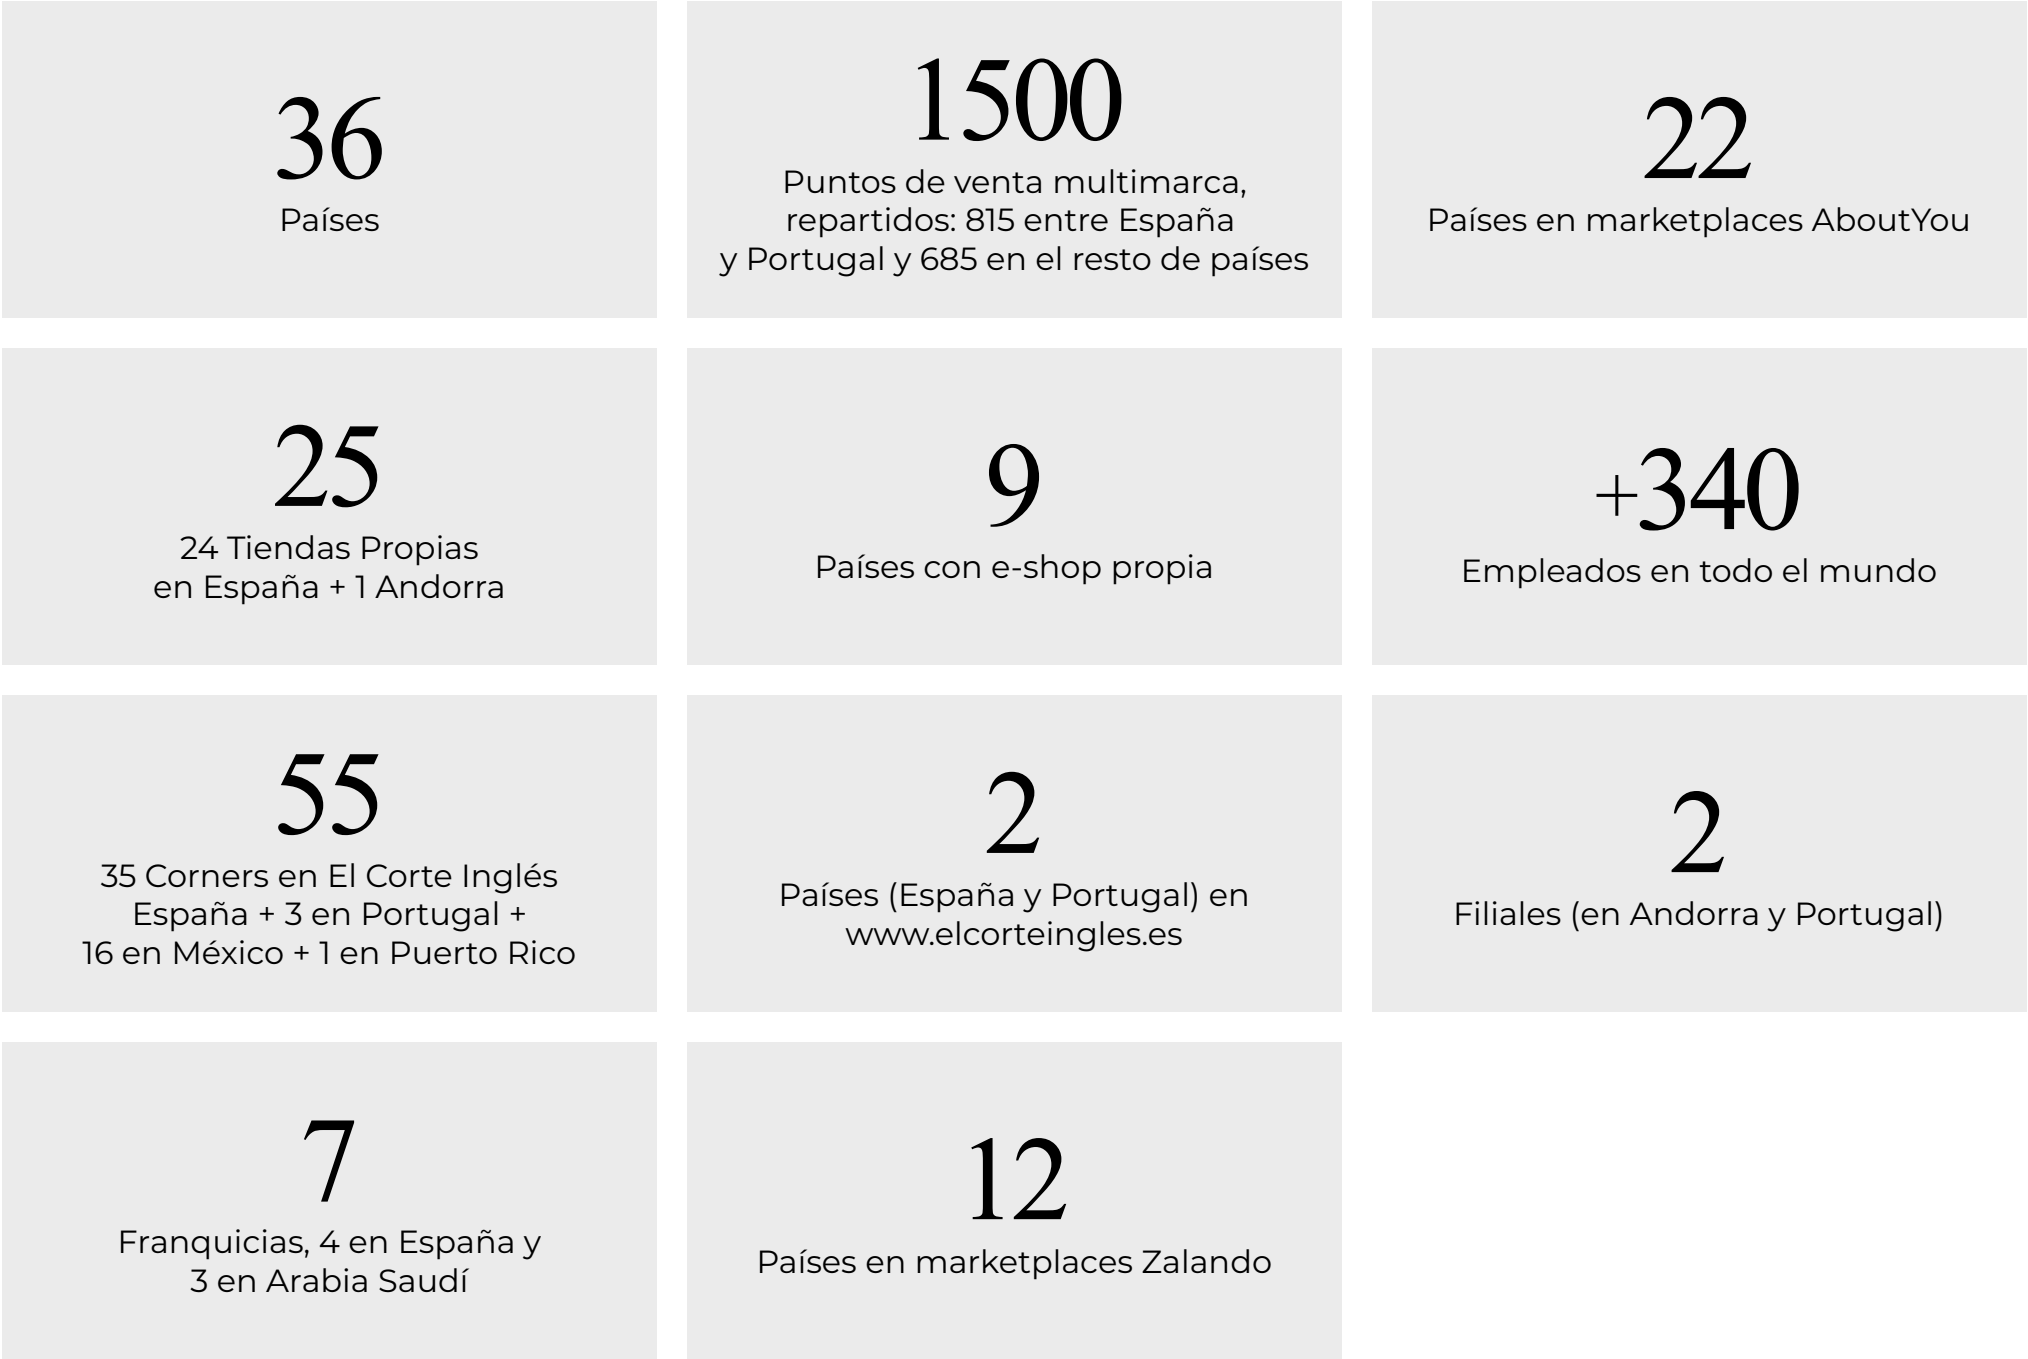 36
Países
1500
Puntos de venta multimarca,
repartidos: 815 entre España
y Portugal y 685 en el resto de países
22
Países en marketplaces AboutYou
25
24 Tiendas Propias
en España + 1 Andorra
9
Países con e-shop propia
+340
Empleados en todo el mundo
55
35 Corners en El Corte Inglés
España + 3 en Portugal +
16 en México + 1 en Puerto Rico
2
Países (España y Portugal) en
www.elcorteingles.es
2
Filiales (en Andorra y Portugal)
7
Franquicias, 4 en España y
3 en Arabia Saudí
12
Países en marketplaces Zalando